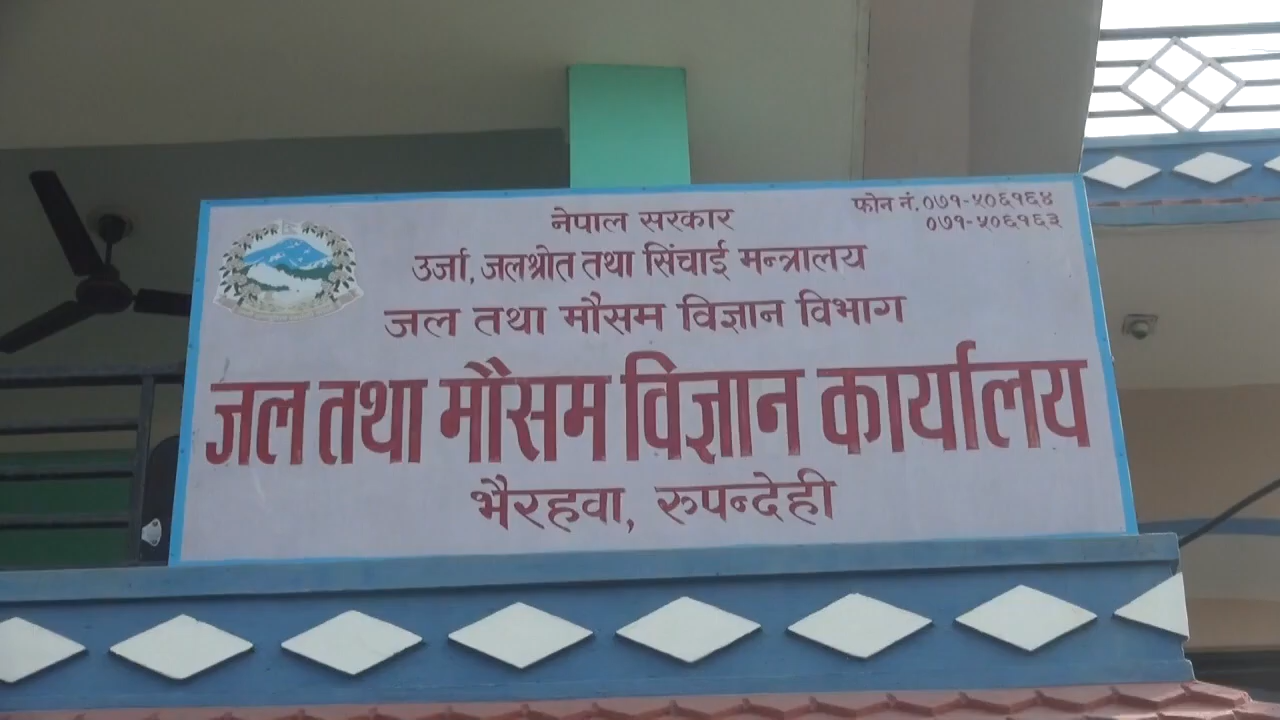 नेपाल सरकार
फोन नं. ०७१-५०६१६४
०७१-५०६१६३
उर्जा, जलश्रोत तथा सिंचाई मन्त्रालय
जल तथा मौसम विज्ञान विभाग
जल तथा मौसम विज्ञान कार्यालय
भैरहवा, रुपन्देही